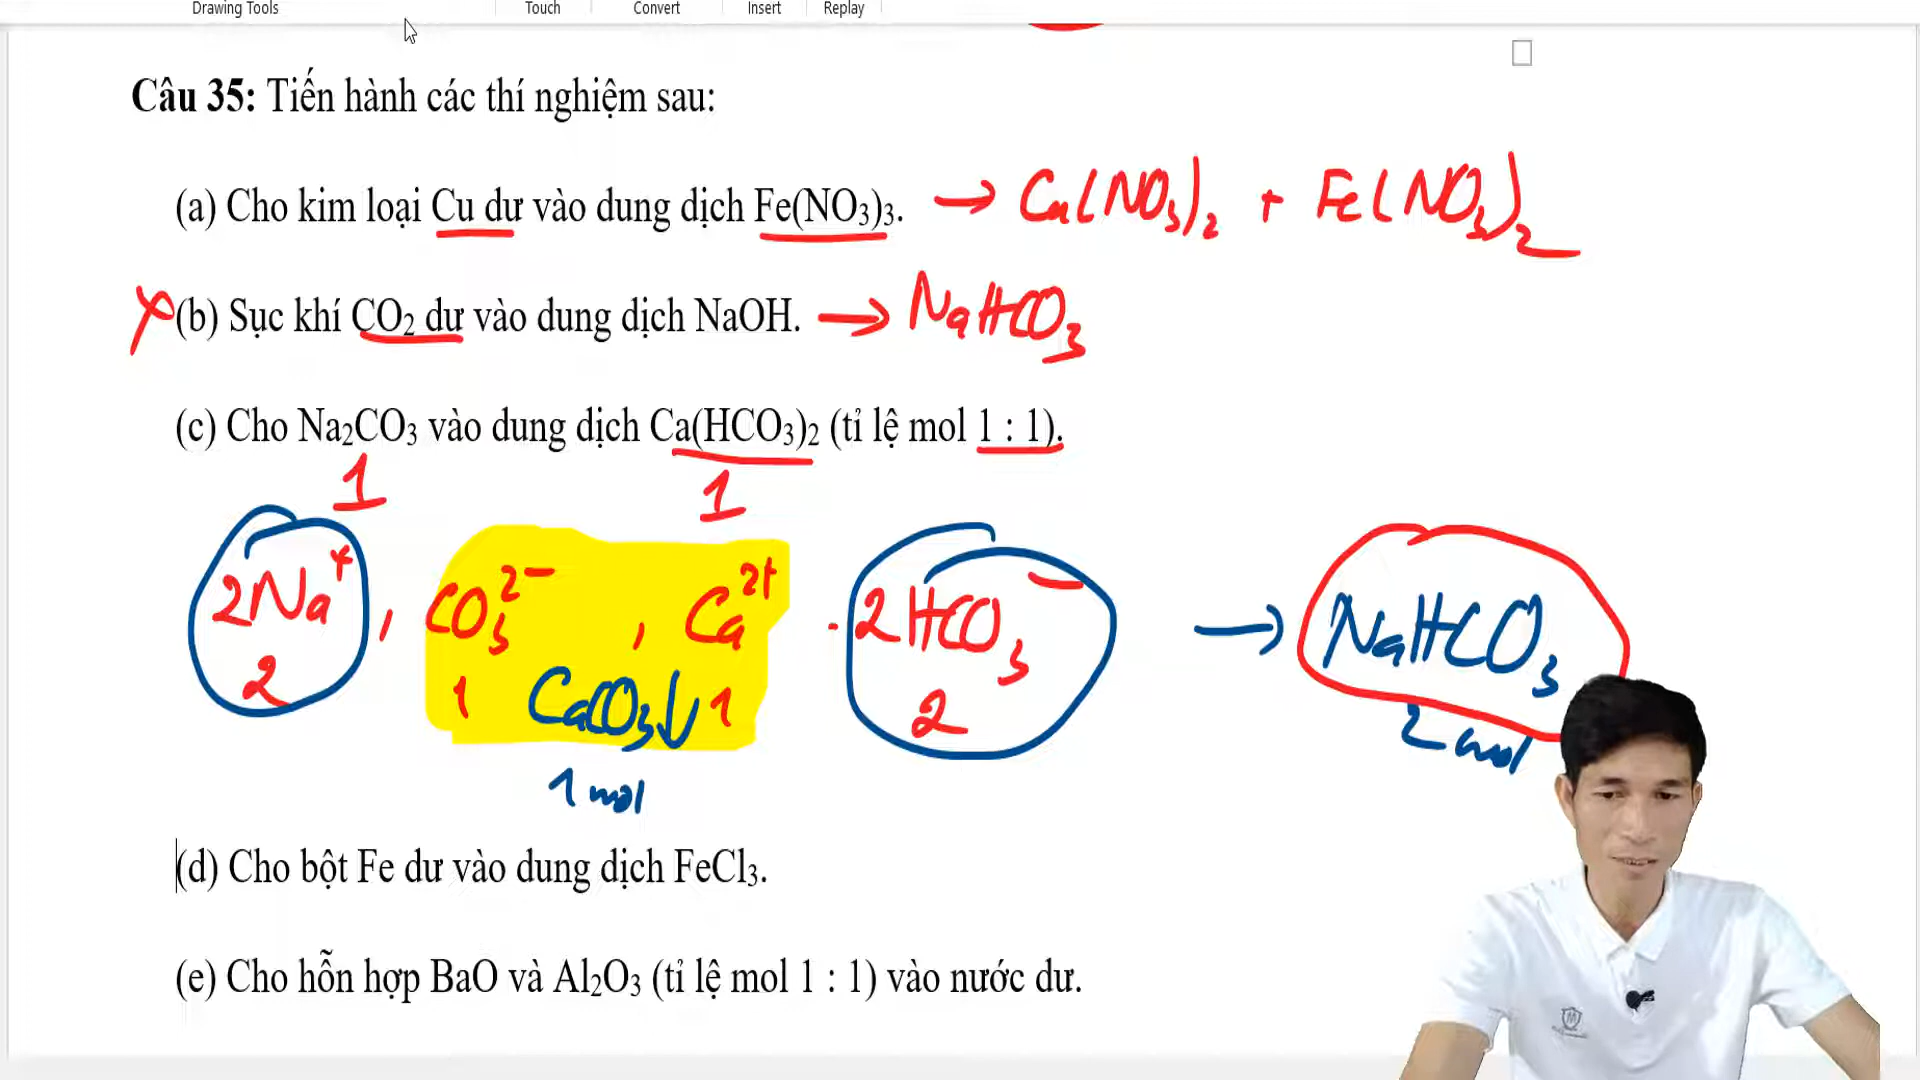 Drawing Tools Touch Convert Insert Replay
Câu 35: Tiến hành các thí nghiệm sau:
(a) Cho kim loại Cu dư vào dung dịch Fe(NO₃)₃. → Cu(NO₃)₂ + Fe(NO₃)₂
(b) Sục khí CO₂ dư vào dung dịch NaOH. → NaHCO₃
(c) Cho Na₂CO₃ vào dung dịch Ca(HCO₃)₂ (tỉ lệ mol 1 : 1).
1 1
2Na⁺, CO₃²⁻, Ca²⁺ . 2HCO₃⁻ → NaHCO₃
2 1 CaCO₃↓ 1 2 2 mol
1 mol
(d) Cho bột Fe dư vào dung dịch FeCl₃.
(e) Cho hỗn hợp BaO và Al₂O₃ (tỉ lệ mol 1 : 1) vào nước dư.